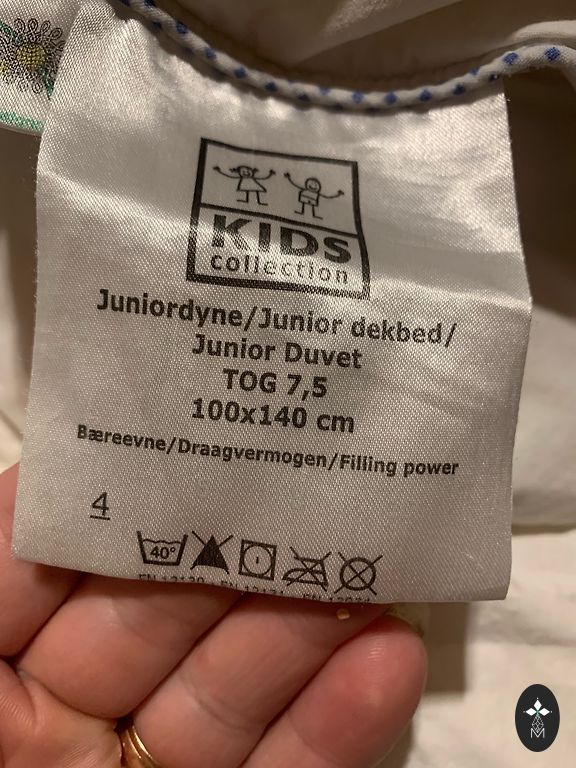 KIDS
collection
Juniordyne/Junior dekbed/
Junior Duvet
TOG 7,5
100x140 cm
Bæreevne/Draagvermogen/Filling power
4
40°